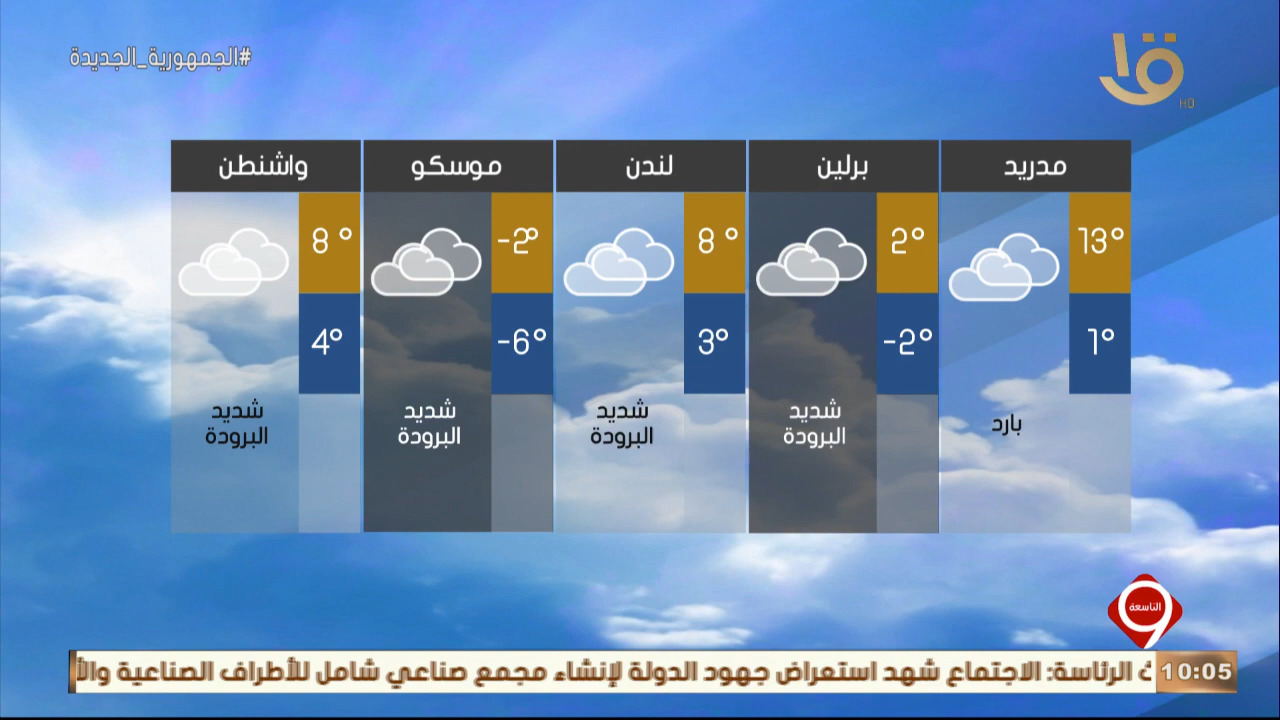 #الجمهورية_الجديدة
HD
مدريد
13°
1°
بارد
برلين
2°
-2°
شديد
البرودة
لندن
8°
3°
شديد
البرودة
موسكو
-2°
-6°
شديد
البرودة
واشنطن
8°
4°
شديد
البرودة
التاسعة
9
10:05
الرئاسة: الاجتماع شهد استعراض جهود الدولة لإنشاء مجمع صناعي شامل للأطراف الصناعية